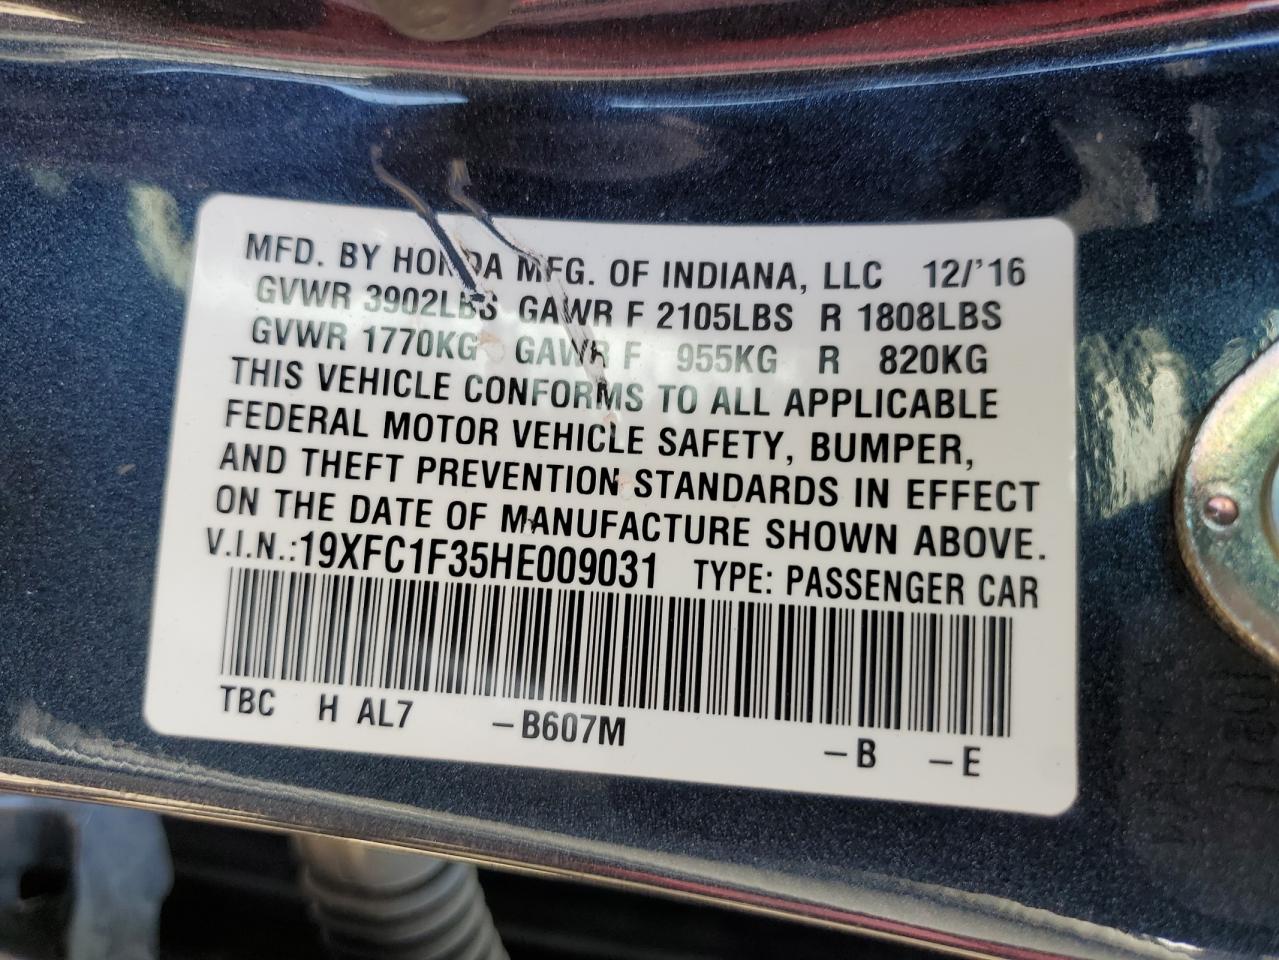 MFD. BY HONDA MFG. OF INDIANA, LLC 12/'16
GVWR 3902LBS GAWR F 2105LBS R 1808LBS
GVWR 1770KG GAWR F 955KG R 820KG
THIS VEHICLE CONFORMS TO ALL APPLICABLE
FEDERAL MOTOR VEHICLE SAFETY, BUMPER,
AND THEFT PREVENTION STANDARDS IN EFFECT
ON THE DATE OF MANUFACTURE SHOWN ABOVE.
V.I.N.:19XFC1F35HE009031 TYPE: PASSENGER CAR
TBC H AL7 –B607M –B –E